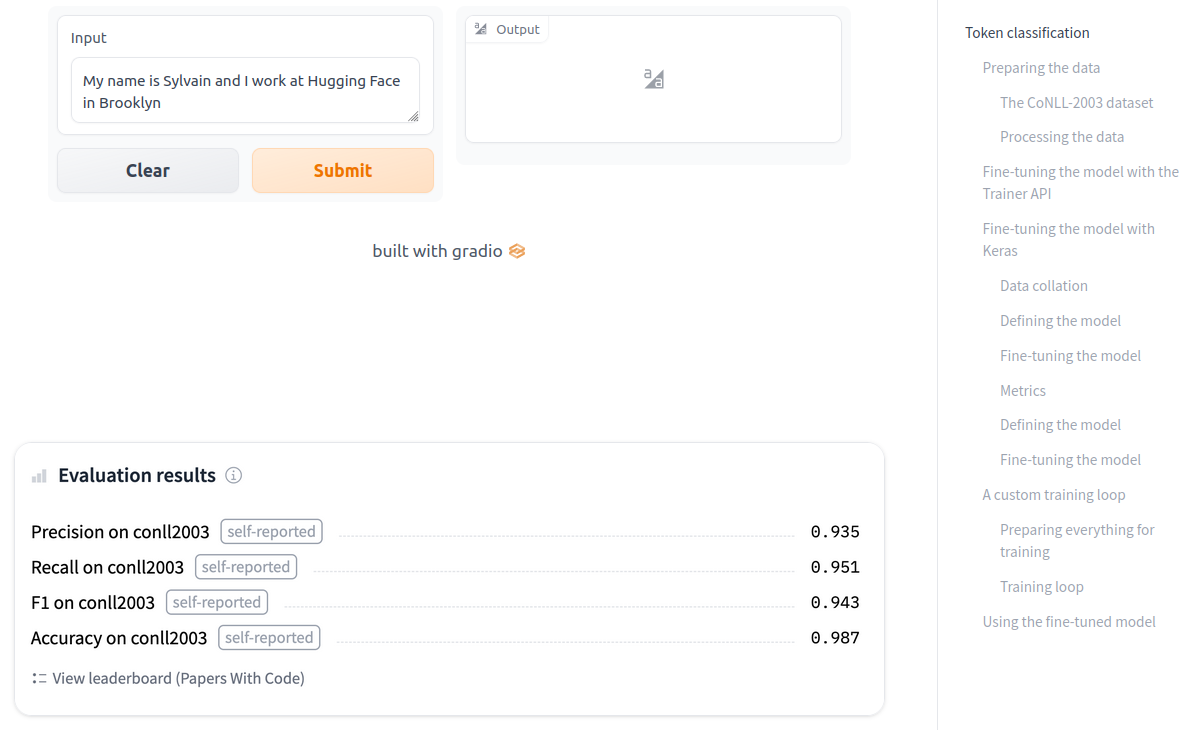 Input
My name is Sylvain and I work at Hugging Face
in Brooklyn
Clear
Submit
Output
built with gradio
Evaluation results
Precision on conll2003 self-reported 0.935
Recall on conll2003 self-reported 0.951
F1 on conll2003 self-reported 0.943
Accuracy on conll2003 self-reported 0.987
View leaderboard (Papers With Code)
Token classification
Preparing the data
The CoNLL-2003 dataset
Processing the data
Fine-tuning the model with the
Trainer API
Fine-tuning the model with
Keras
Data collation
Defining the model
Fine-tuning the model
Metrics
Defining the model
Fine-tuning the model
A custom training loop
Preparing everything for
training
Training loop
Using the fine-tuned model